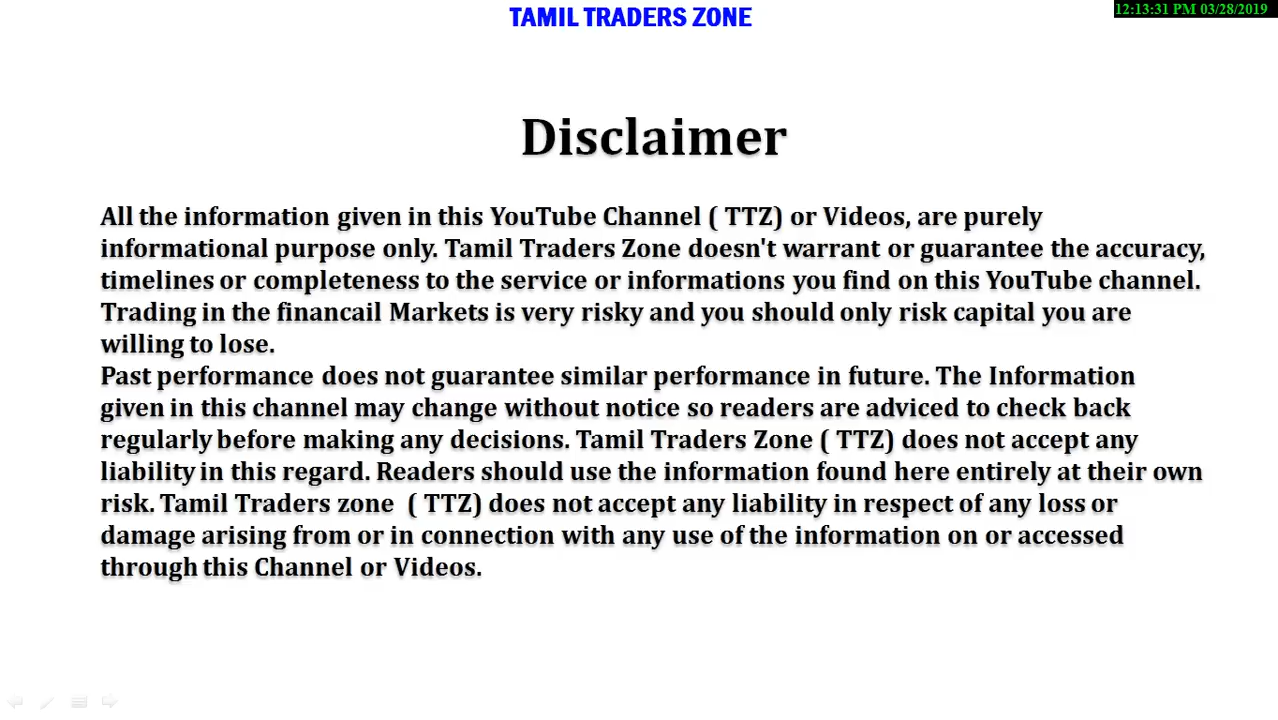 TAMIL TRADERS ZONE
12:13:31 PM 03/28/2019
Disclaimer
All the information given in this YouTube Channel ( TTZ) or Videos, are purely
informational purpose only. Tamil Traders Zone doesn't warrant or guarantee the accuracy,
timelines or completeness to the service or informations you find on this YouTube channel.
Trading in the financail Markets is very risky and you should only risk capital you are
willing to lose.
Past performance does not guarantee similar performance in future. The Information
given in this channel may change without notice so readers are adviced to check back
regularly before making any decisions. Tamil Traders Zone ( TTZ) does not accept any
liability in this regard. Readers should use the information found here entirely at their own
risk. Tamil Traders zone  ( TTZ) does not accept any liability in respect of any loss or
damage arising from or in connection with any use of the information on or accessed
through this Channel or Videos.